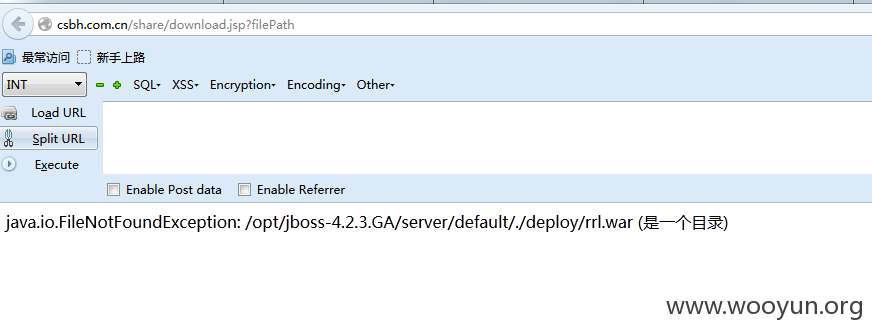 csbh.com.cn/share/download.jsp?filePath
最常访问 新手上路
INT SQL XSS Encryption Encoding Other
Load URL
Split URL
Execute
Enable Post data Enable Referrer
java.io.FileNotFoundException: /opt/jboss-4.2.3.GA/server/default/./deploy/rrl.war (是一个目录)
www.wooyun.org